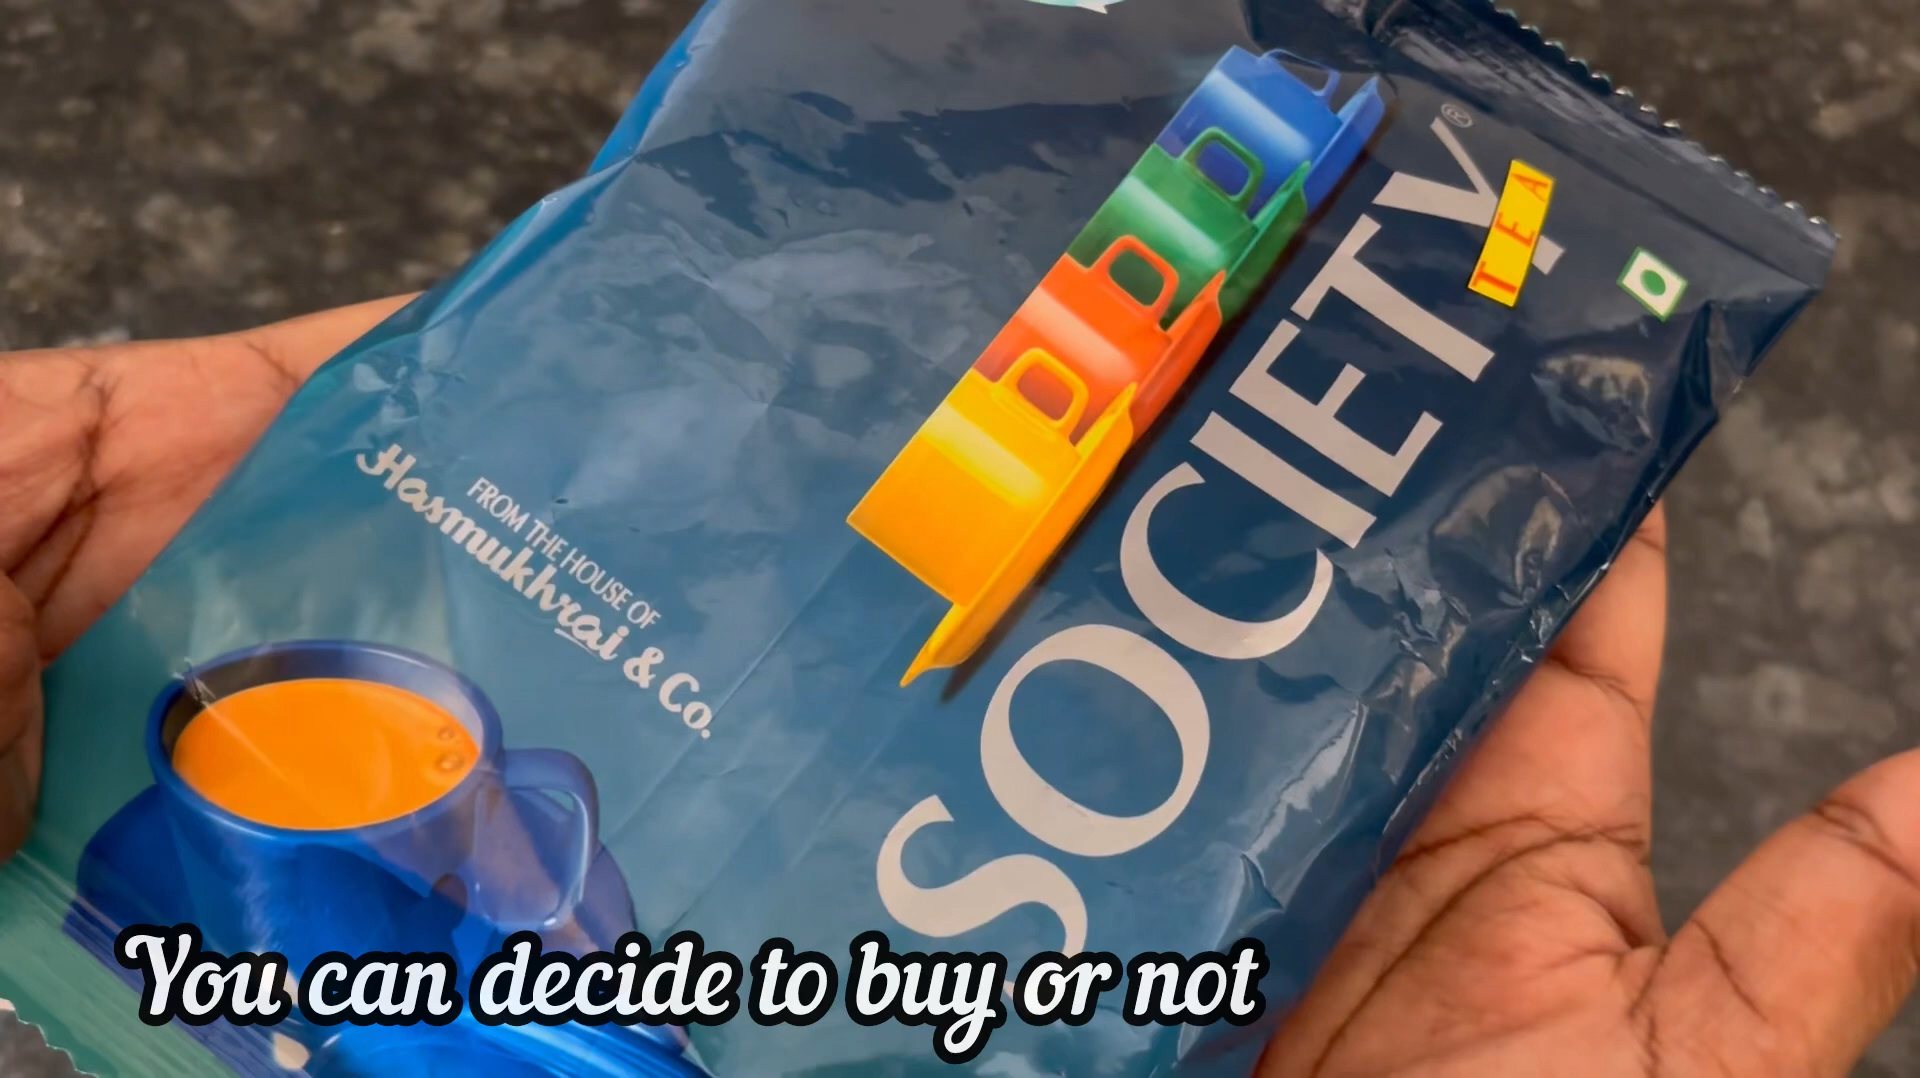 SOCIETY®
TEA
FROM THE HOUSE OF
Hasmukhrai & Co.
You can decide to buy or not